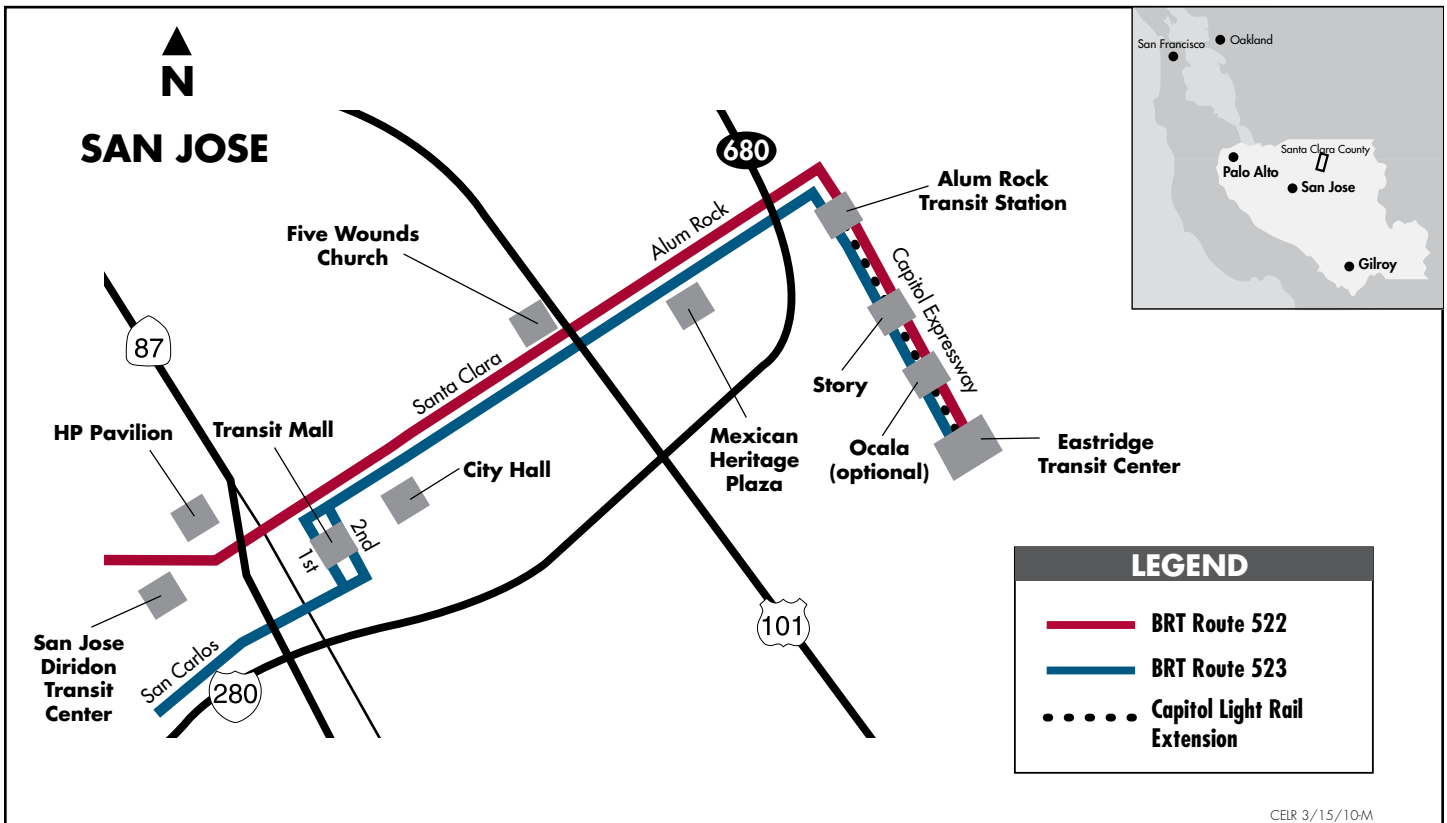 N
SAN JOSE
680
Alum Rock
Transit Station
Five Wounds
Church
Alum Rock
Capitol Expressway
87
Santa Clara
Story
HP Pavilion
Transit Mall
Mexican
Heritage
Plaza
Ocala
(optional)
Eastridge
Transit Center
City Hall
1st
2nd
101
San Jose
Diridon
Transit
Center
San Carlos
280
San Francisco
Oakland
Santa Clara County
Palo Alto
San Jose
Gilroy
LEGEND
BRT Route 522
BRT Route 523
Capitol Light Rail
Extension
CELR 3/15/10-M